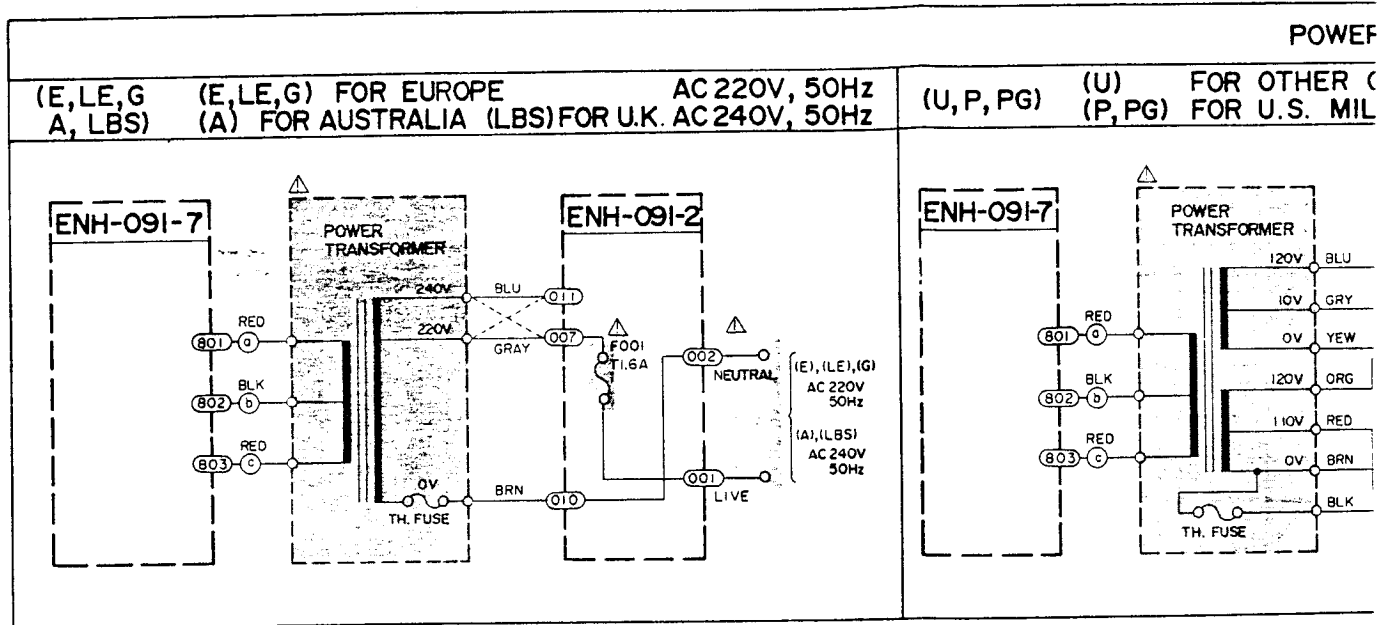 POWER
(E,LE,G (E,LE,G) FOR EUROPE AC 220V, 50Hz
A, LBS) (A) FOR AUSTRALIA (LBS) FOR U.K. AC 240V, 50Hz
(U, P, PG) (U) FOR OTHER
(P,PG) FOR U.S. MIL
ENH-091-7
POWER
TRANSFORMER
ENH-091-2
240V
BLU
011
220V
GRAY
007
RED
801 a
BLK
802 b
RED
803 c
F001
T1.6A
002
NEUTRAL
(E), (LE), (G)
AC 220V
50Hz
(A), (LBS)
AC 240V
50Hz
001
LIVE
0V
TH. FUSE
BRN
010
ENH-091-7
POWER
TRANSFORMER
120V BLU
10V GRY
0V YEW
120V ORG
110V RED
0V BRN
BLK
TH. FUSE
RED
801 a
BLK
802 b
RED
803 c